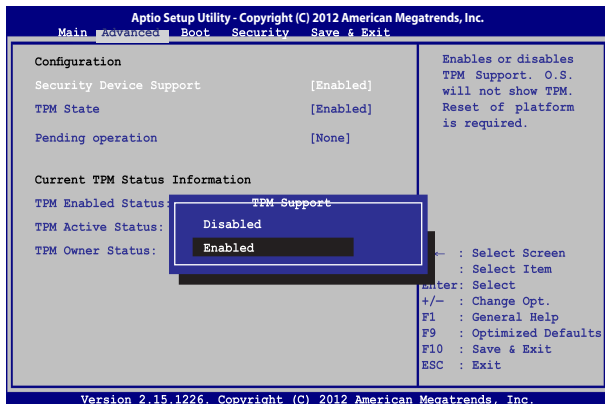 Aptio Setup Utility - Copyright (C) 2012 American Megatrends, Inc.
Main Advanced Boot Security Save & Exit
Configuration
Security Device Support [Enabled]
TPM State [Enabled]
Pending operation [None]
Current TPM Status Information
TPM Enabled Status:
TPM Active Status:
TPM Owner Status:
TPM Support
Disabled
Enabled
Enables or disables
TPM Support. O.S.
will not show TPM.
Reset of platform
is required.
← : Select Screen
: Select Item
Enter: Select
+/— : Change Opt.
F1 : General Help
F9 : Optimized Defaults
F10 : Save & Exit
ESC : Exit
Version 2.15.1226. Copyright (C) 2012 American Megatrends, Inc.